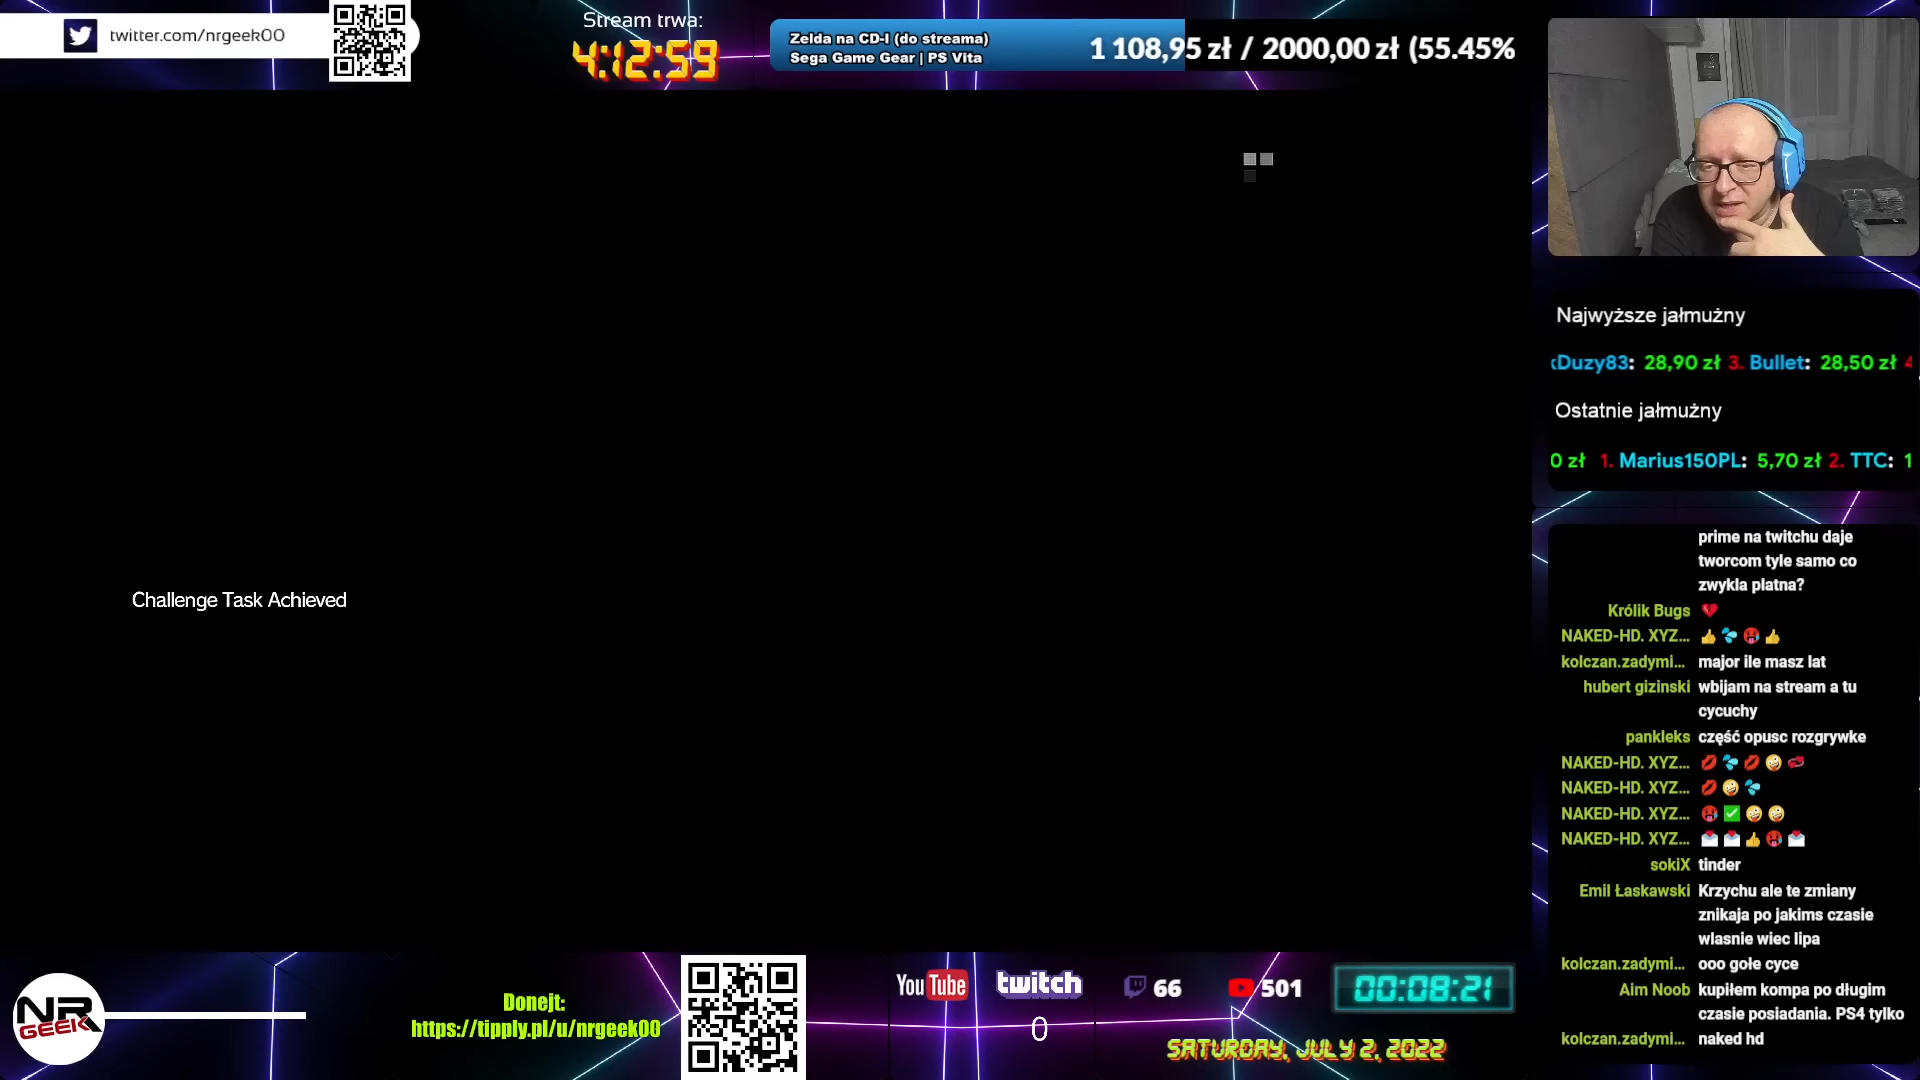 twitter.com/nrgeek00
Stream trwa:
4:12:59
Zelda na CD-I (do streama)
Sega Game Gear | PS Vita
1 108,95 zł / 2000,00 zł (55.45%
Najwyższe jałmużny
Duzy83: 28,90 zł 3. Bullet: 28,50 zł 4
Ostatnie jałmużny
0 zł 1. Marius150PL: 5,70 zł 2. TTC: 1
Challenge Task Achieved
prime na twitchu daje
tworcom tyle samo co
zwykla platna?
Królik Bugs 💔
NAKED-HD. XYZ... 👍 💦 🥵 👍
kolczan.zadymi... major ile masz lat
hubert gizinski wbijam na stream a tu
cycuchy
pankleks część opusc rozgrywke
NAKED-HD. XYZ... 💋 💦 💋 🤪 💞
NAKED-HD. XYZ... 💋 🤪 💦
NAKED-HD. XYZ... 🥵 ✅ 🤪 🤪
NAKED-HD. XYZ... 💌 💌 👍 🥵 💌
sokiX tinder
Emil Łaskawski Krzychu ale te zmiany
znikaja po jakims czasie
wlasnie wiec lipa
kolczan.zadymi... ooo gołe cyce
Aim Noob kupiłem kompa po długim
czasie posiadania. PS4 tylko
kolczan.zadymi... naked hd
NR
GEEK
Donejt:
https://tipply.pl/u/nrgeek00
YouTube
twitch
66
501
00:08:21
0
SATURDAY, JULY 2, 2022